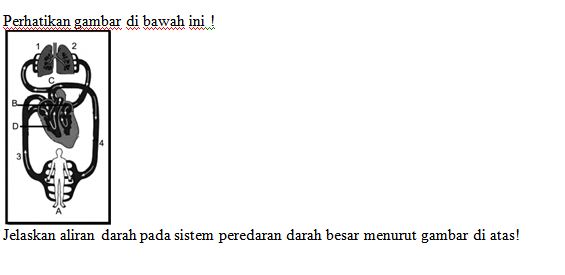 Perhatikan gambar di bawah ini !
1 2
C
B
D
4
3
A
Jelaskan aliran darah pada sistem peredaran darah besar menurut gambar di atas!